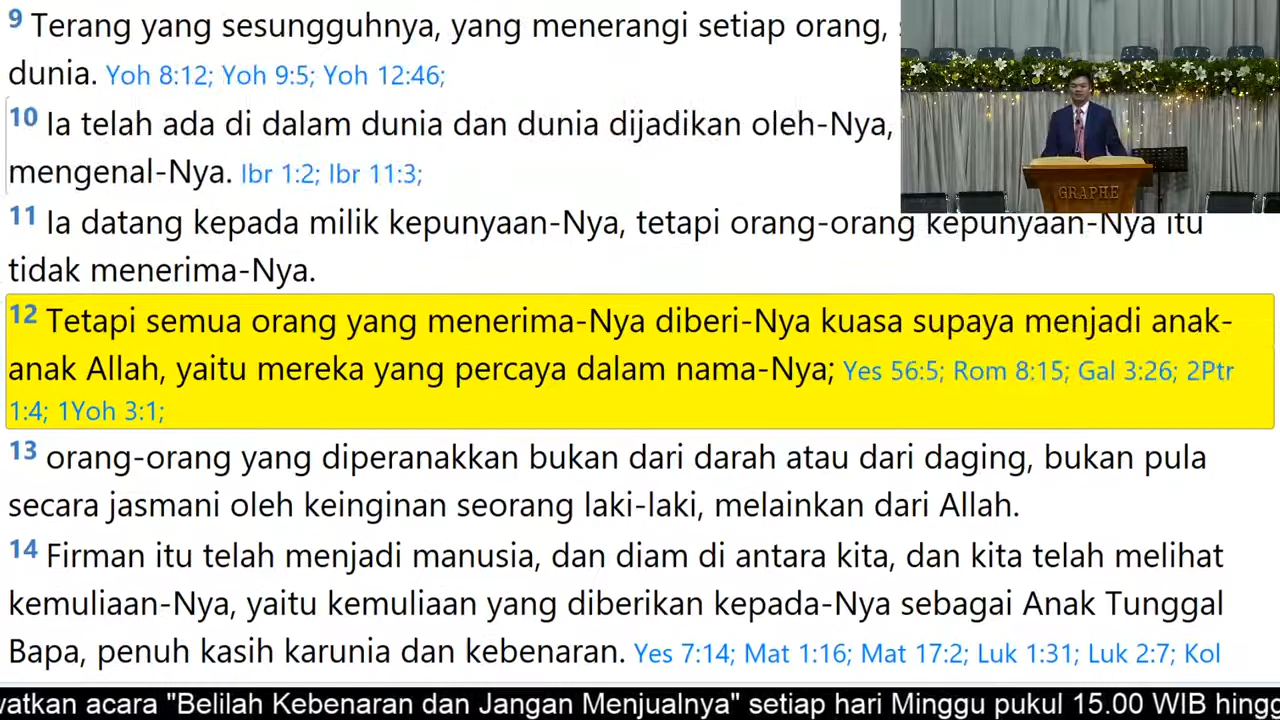 9 Terang yang sesungguhnya, yang menerangi setiap orang,
dunia. Yoh 8:12; Yoh 9:5; Yoh 12:46;
10 Ia telah ada di dalam dunia dan dunia dijadikan oleh-Nya,
mengenal-Nya. Ibr 1:2; Ibr 11:3;
GRAPHE
11 Ia datang kepada milik kepunyaan-Nya, tetapi orang-orang kepunyaan-Nya itu
tidak menerima-Nya.
12 Tetapi semua orang yang menerima-Nya diberi-Nya kuasa supaya menjadi anak-
anak Allah, yaitu mereka yang percaya dalam nama-Nya; Yes 56:5; Rom 8:15; Gal 3:26; 2Ptr
1:4; 1Yoh 3:1;
13 orang-orang yang diperanakkan bukan dari darah atau dari daging, bukan pula
secara jasmani oleh keinginan seorang laki-laki, melainkan dari Allah.
14 Firman itu telah menjadi manusia, dan diam di antara kita, dan kita telah melihat
kemuliaan-Nya, yaitu kemuliaan yang diberikan kepada-Nya sebagai Anak Tunggal
Bapa, penuh kasih karunia dan kebenaran. Yes 7:14; Mat 1:16; Mat 17:2; Luk 1:31; Luk 2:7; Kol
watkan acara "Belilah Kebenaran dan Jangan Menjualnya" setiap hari Minggu pukul 15.00 WIB hingg